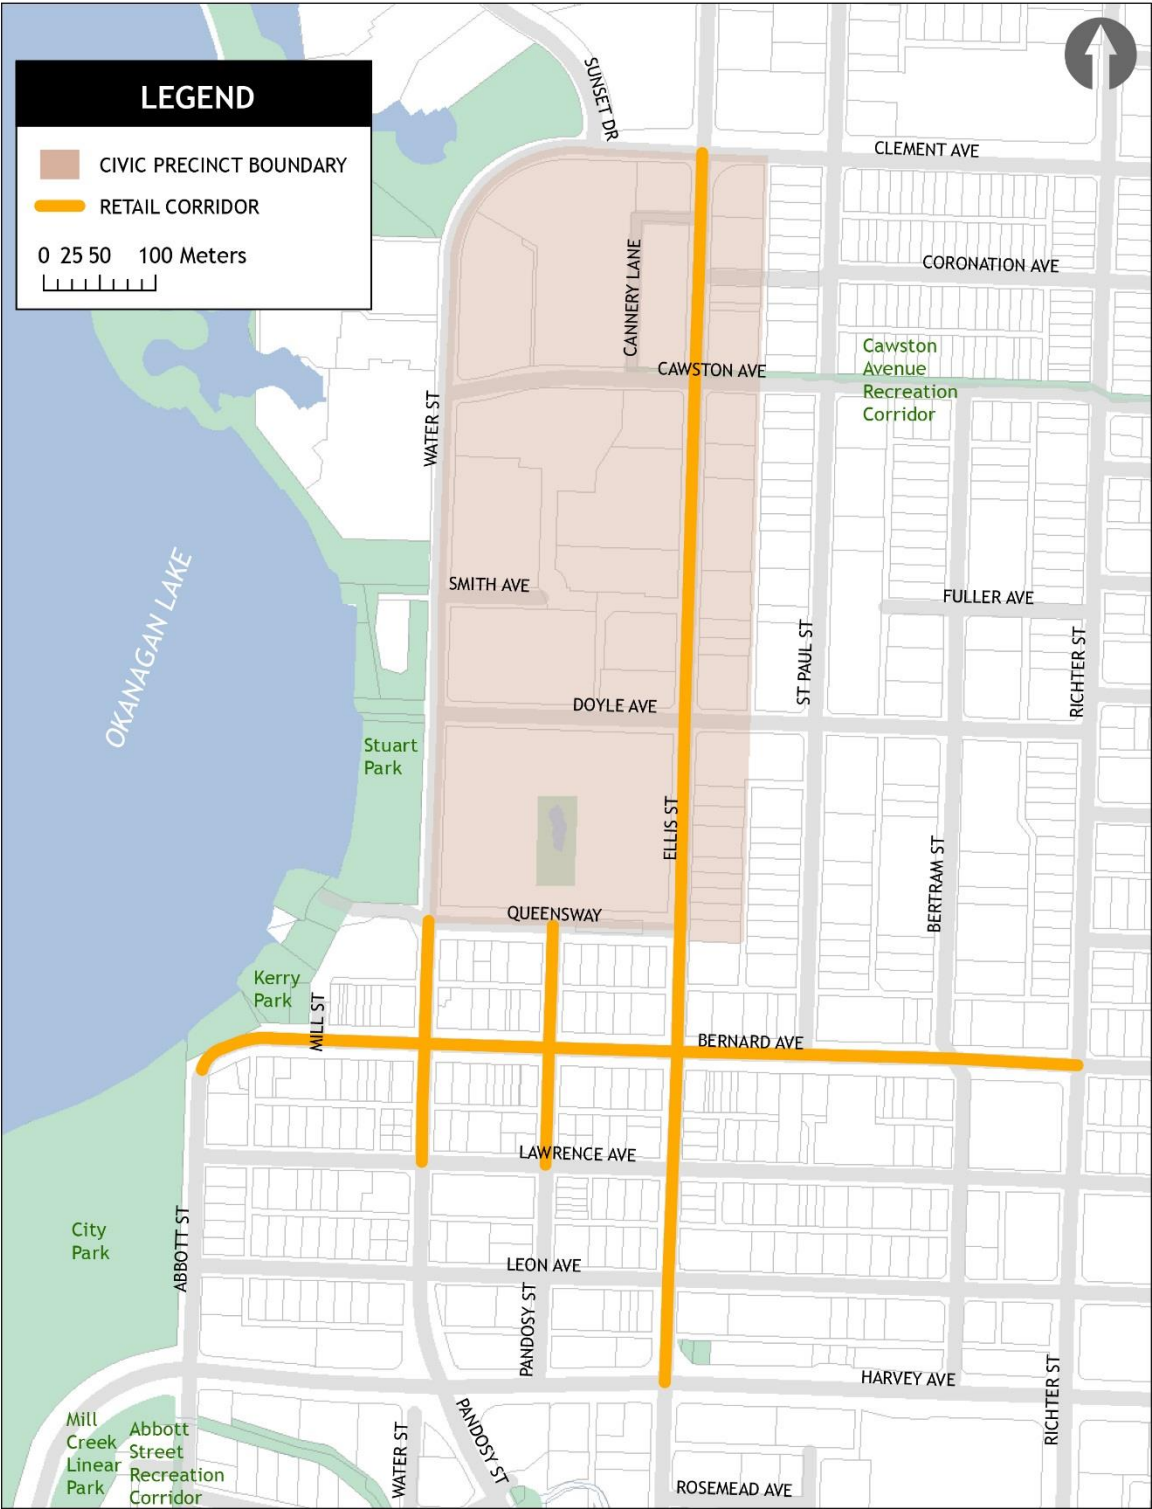 SUNSET DR
LEGEND
CIVIC PRECINCT BOUNDARY
RETAIL CORRIDOR
0 25 50 100 Meters
CLEMENT AVE
CANNERY LANE
CORONATION AVE
CAWSTON AVE
Cawston
Avenue
Recreation
Corridor
WATER ST
OKANAGAN LAKE
SMITH AVE
FULLER AVE
ST PAUL ST
RICHTER ST
DOYLE AVE
Stuart
Park
ELLIS ST
BERTRAM ST
QUEENSWAY
Kerry
Park
MILL ST
BERNARD AVE
LAWRENCE AVE
City
Park
ABBOTT ST
LEON AVE
PANDOSY ST
HARVEY AVE
RICHTER ST
Mill
Creek
Linear
Park
Abbott
Street
Recreation
Corridor
WATER ST
PANDOSY ST
ROSEMEAD AVE